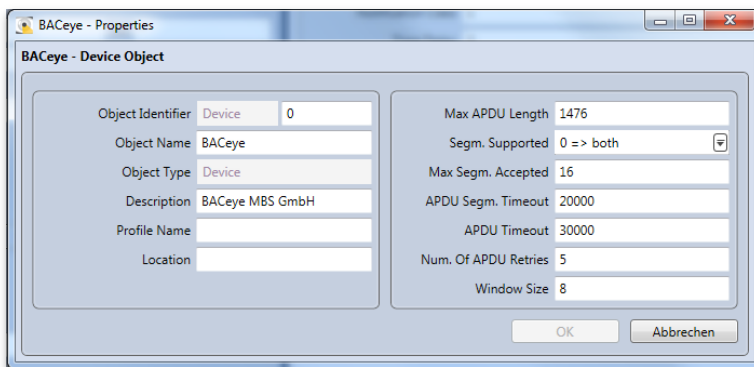 BACeye - Properties
BACeye - Device Object
Object Identifier Device 0
Object Name BACeye
Object Type Device
Description BACeye MBS GmbH
Profile Name
Location
Max APDU Length 1476
Segm. Supported 0 => both
Max Segm. Accepted 16
APDU Segm. Timeout 20000
APDU Timeout 30000
Num. Of APDU Retries 5
Window Size 8
OK Abbrechen